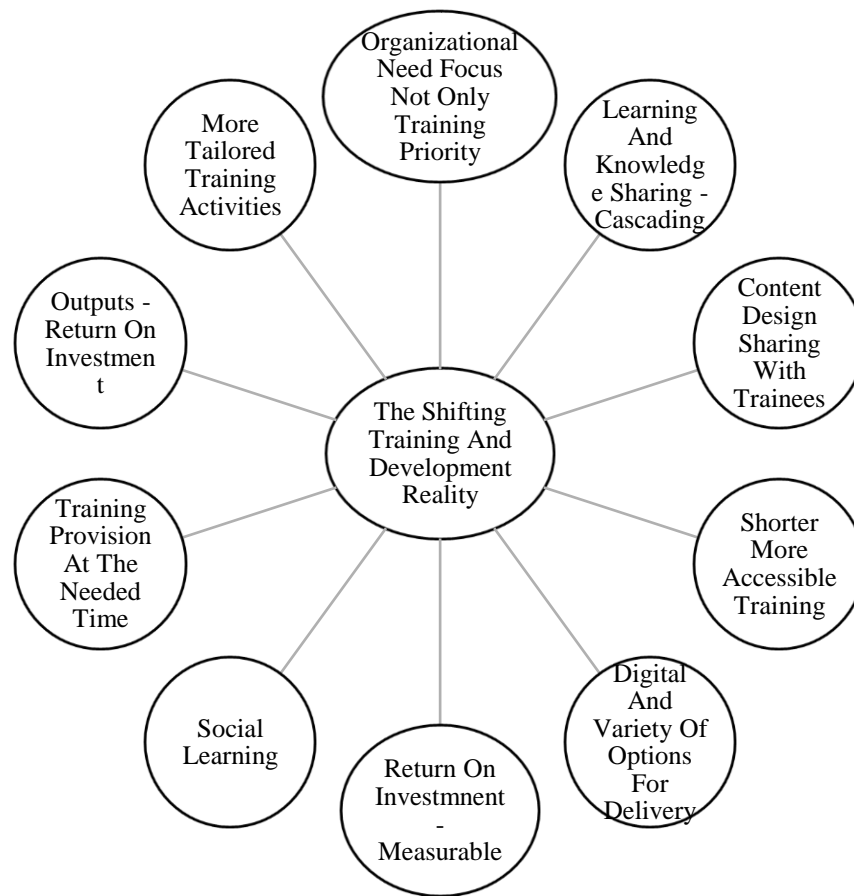 Organizational
Need Focus
Not Only
Training
Priority
Learning
And
Knowledg
e Sharing -
Cascading
Content
Design
Sharing
With
Trainees
Shorter
More
Accessible
Training
Digital
And
Variety Of
Options
For
Delivery
Return On
Investmnent
-
Measurable
Social
Learning
Training
Provision
At The
Needed
Time
Outputs -
Return On
Investmen
t
More
Tailored
Training
Activities
The Shifting
Training And
Development
Reality